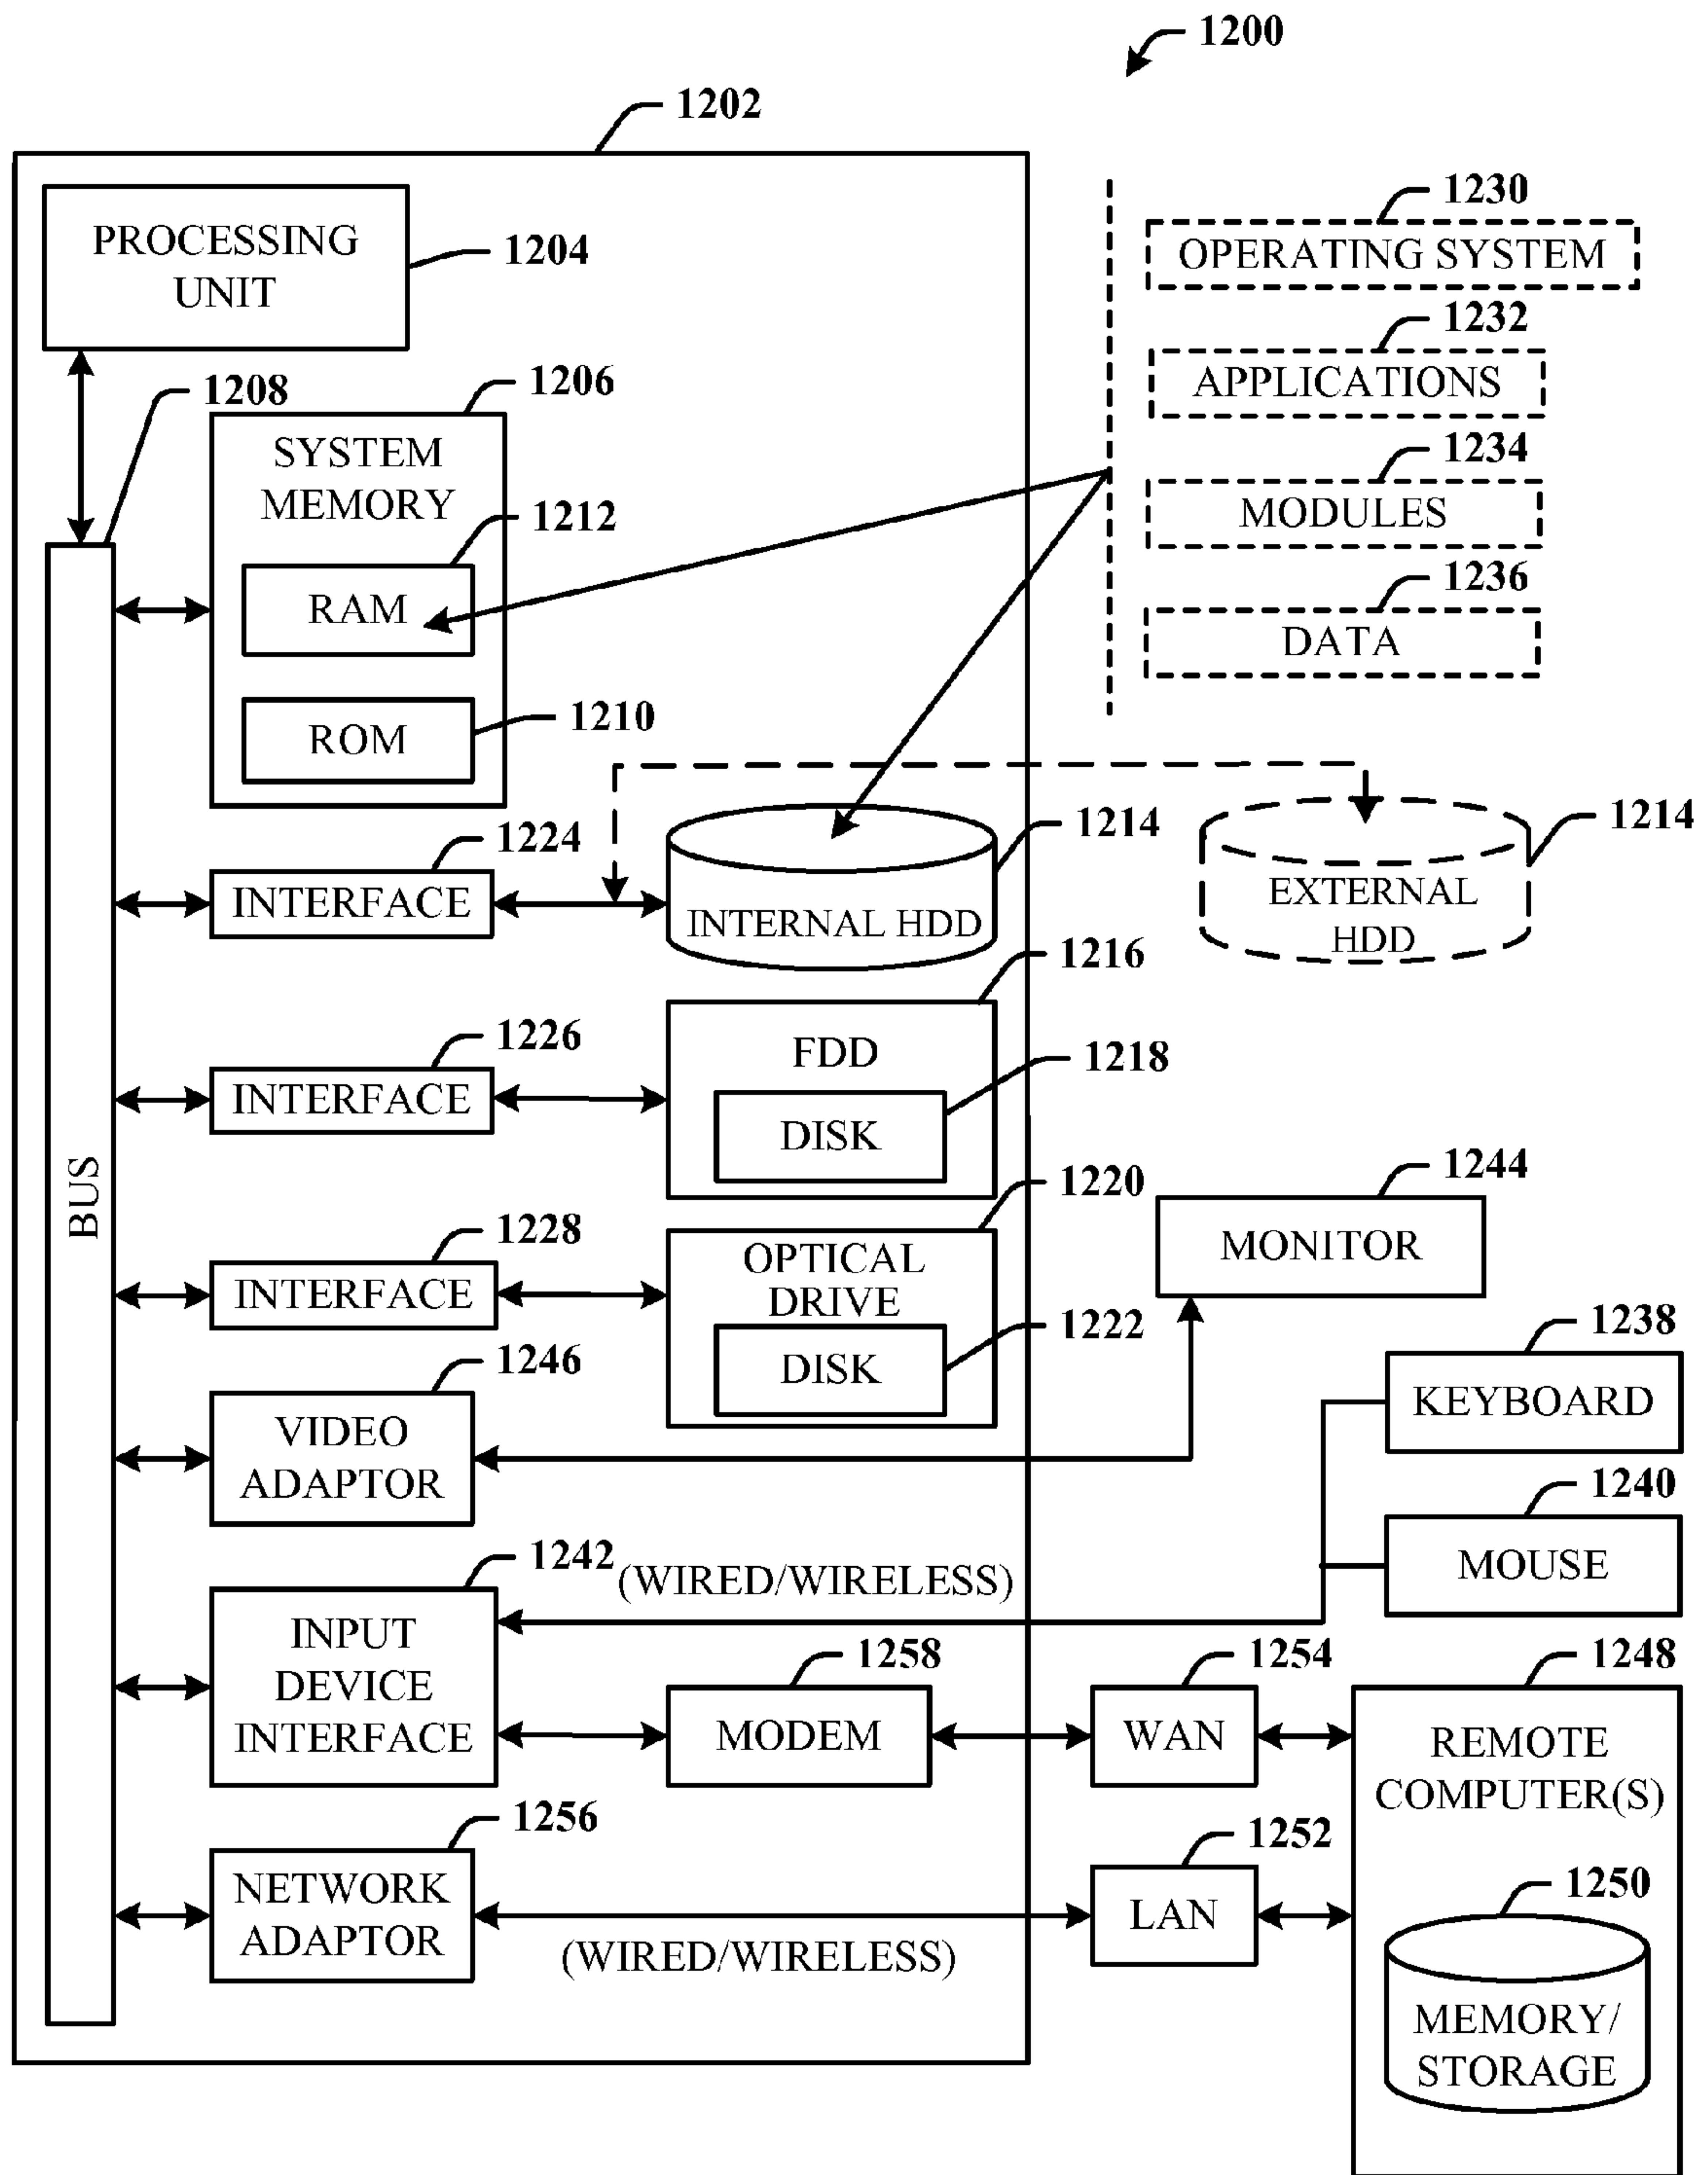 1200
1202
PROCESSING
UNIT
1204
1230
OPERATING SYSTEM
1232
APPLICATIONS
1234
MODULES
1236
DATA
1208
1206
SYSTEM
MEMORY
1212
RAM
1210
ROM
BUS
1224
INTERFACE
1214
INTERNAL HDD
1214
EXTERNAL
HDD
1226
INTERFACE
1216
FDD
1218
DISK
1228
INTERFACE
1220
OPTICAL
DRIVE
1222
DISK
1244
MONITOR
1246
VIDEO
ADAPTOR
1238
KEYBOARD
1240
MOUSE
1242
(WIRED/WIRELESS)
INPUT
DEVICE
INTERFACE
1258
MODEM
1254
WAN
1248
REMOTE
COMPUTER(S)
1256
NETWORK
ADAPTOR
(WIRED/WIRELESS)
1252
LAN
1250
MEMORY/
STORAGE